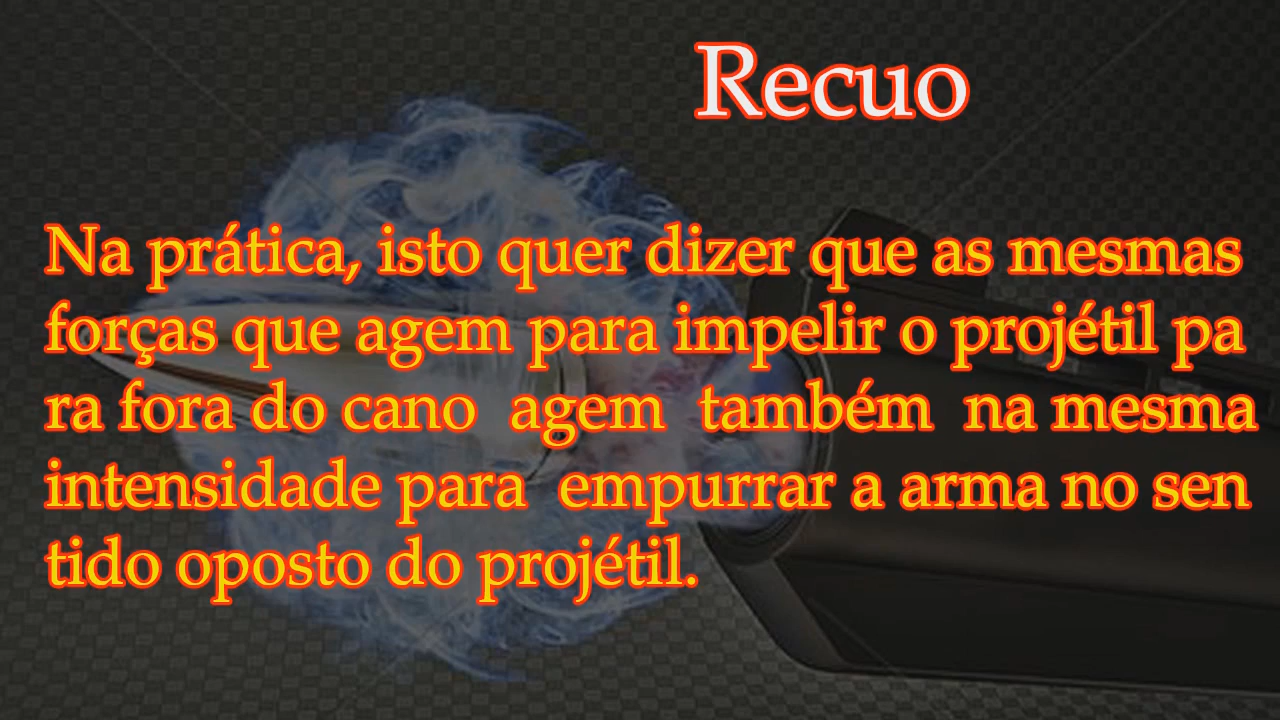 Recuo
Na prática, isto quer dizer que as mesmas
forças que agem para impelir o projétil pa
ra fora do cano agem também na mesma
intensidade para empurrar a arma no sen
tido oposto do projétil.